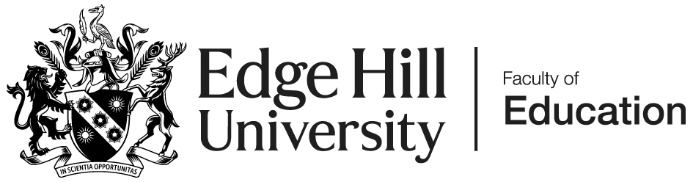 Edge Hill
University
Faculty of
Education
IN SCIENTIA OPPORTUNITAS